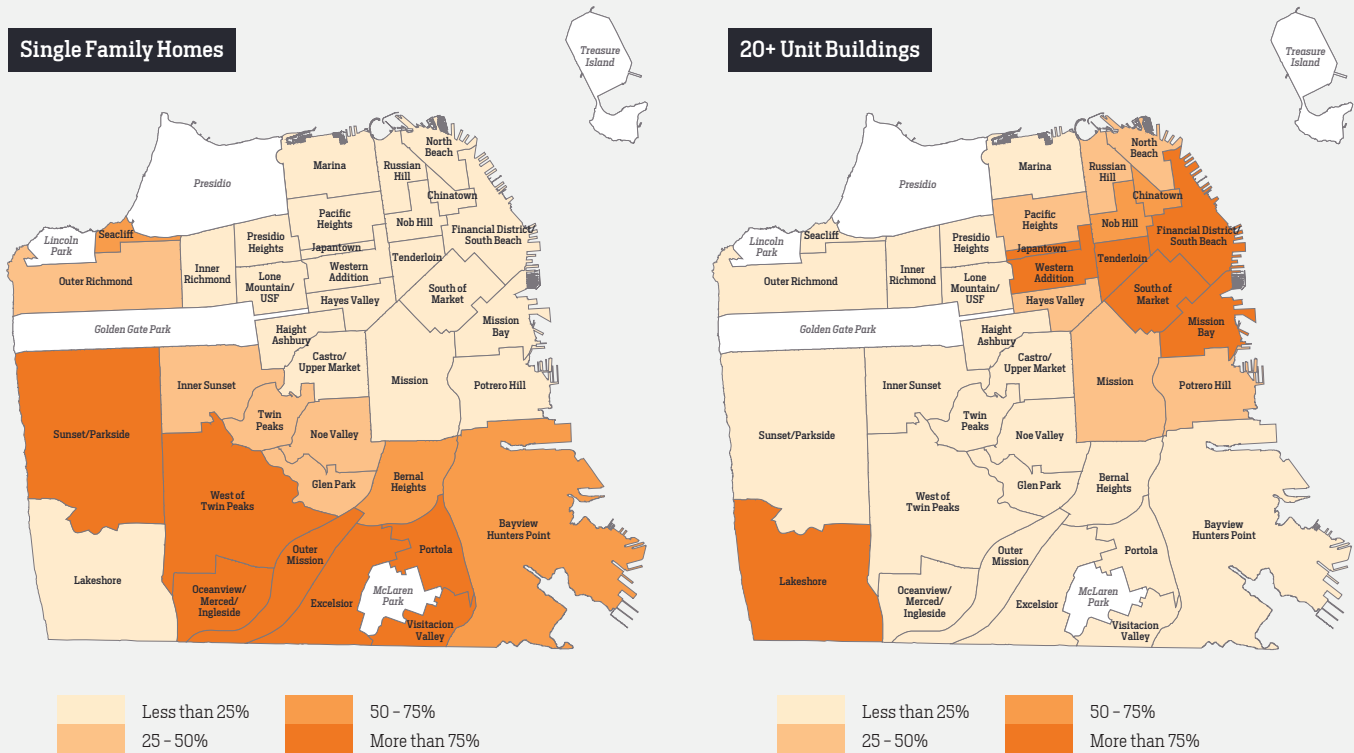 Single Family Homes
Treasure
Island
Presidio
Marina
Russian
Hill
North
Beach
Chinatown
Pacific
Heights
Nob Hill
Financial District/
South Beach
Lincoln
Park
Seacliff
Presidio
Heights
Japantown
Tenderloin
Outer Richmond
Inner
Richmond
Lone
Mountain/
USF
Western
Addition
South of
Market
Hayes Valley
Golden Gate Park
Haight
Ashbury
Mission
Bay
Castro/
Upper Market
Inner Sunset
Mission
Potrero Hill
Twin
Peaks
Sunset/Parkside
Noe Valley
Glen Park
Bernal
Heights
West of
Twin Peaks
Bayview
Hunters Point
Outer
Mission
Portola
Lakeshore
Oceanview/
Merced/
Ingleside
Excelsior
McLaren
Park
Visitacion
Valley
Less than 25%
25 – 50%
50 – 75%
More than 75%
20+ Unit Buildings
Treasure
Island
Presidio
Marina
Russian
Hill
North
Beach
Chinatown
Pacific
Heights
Nob Hill
Financial District/
South Beach
Lincoln
Park
Seacliff
Presidio
Heights
Japantown
Tenderloin
Outer Richmond
Inner
Richmond
Lone
Mountain/
USF
Western
Addition
South of
Market
Hayes Valley
Golden Gate Park
Haight
Ashbury
Mission
Bay
Castro/
Upper Market
Inner Sunset
Mission
Potrero Hill
Twin
Peaks
Sunset/Parkside
Noe Valley
Glen Park
Bernal
Heights
West of
Twin Peaks
Bayview
Hunters Point
Outer
Mission
Portola
Lakeshore
Oceanview/
Merced/
Ingleside
Excelsior
McLaren
Park
Visitacion
Valley
Less than 25%
25 – 50%
50 – 75%
More than 75%